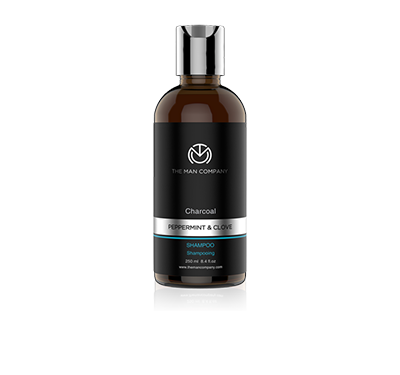 THE MAN COMPANY
Charcoal
PEPPERMINT & CLOVE
SHAMPOO
Shampooing
250 ml 8.4 fl oz
www.themancompany.com